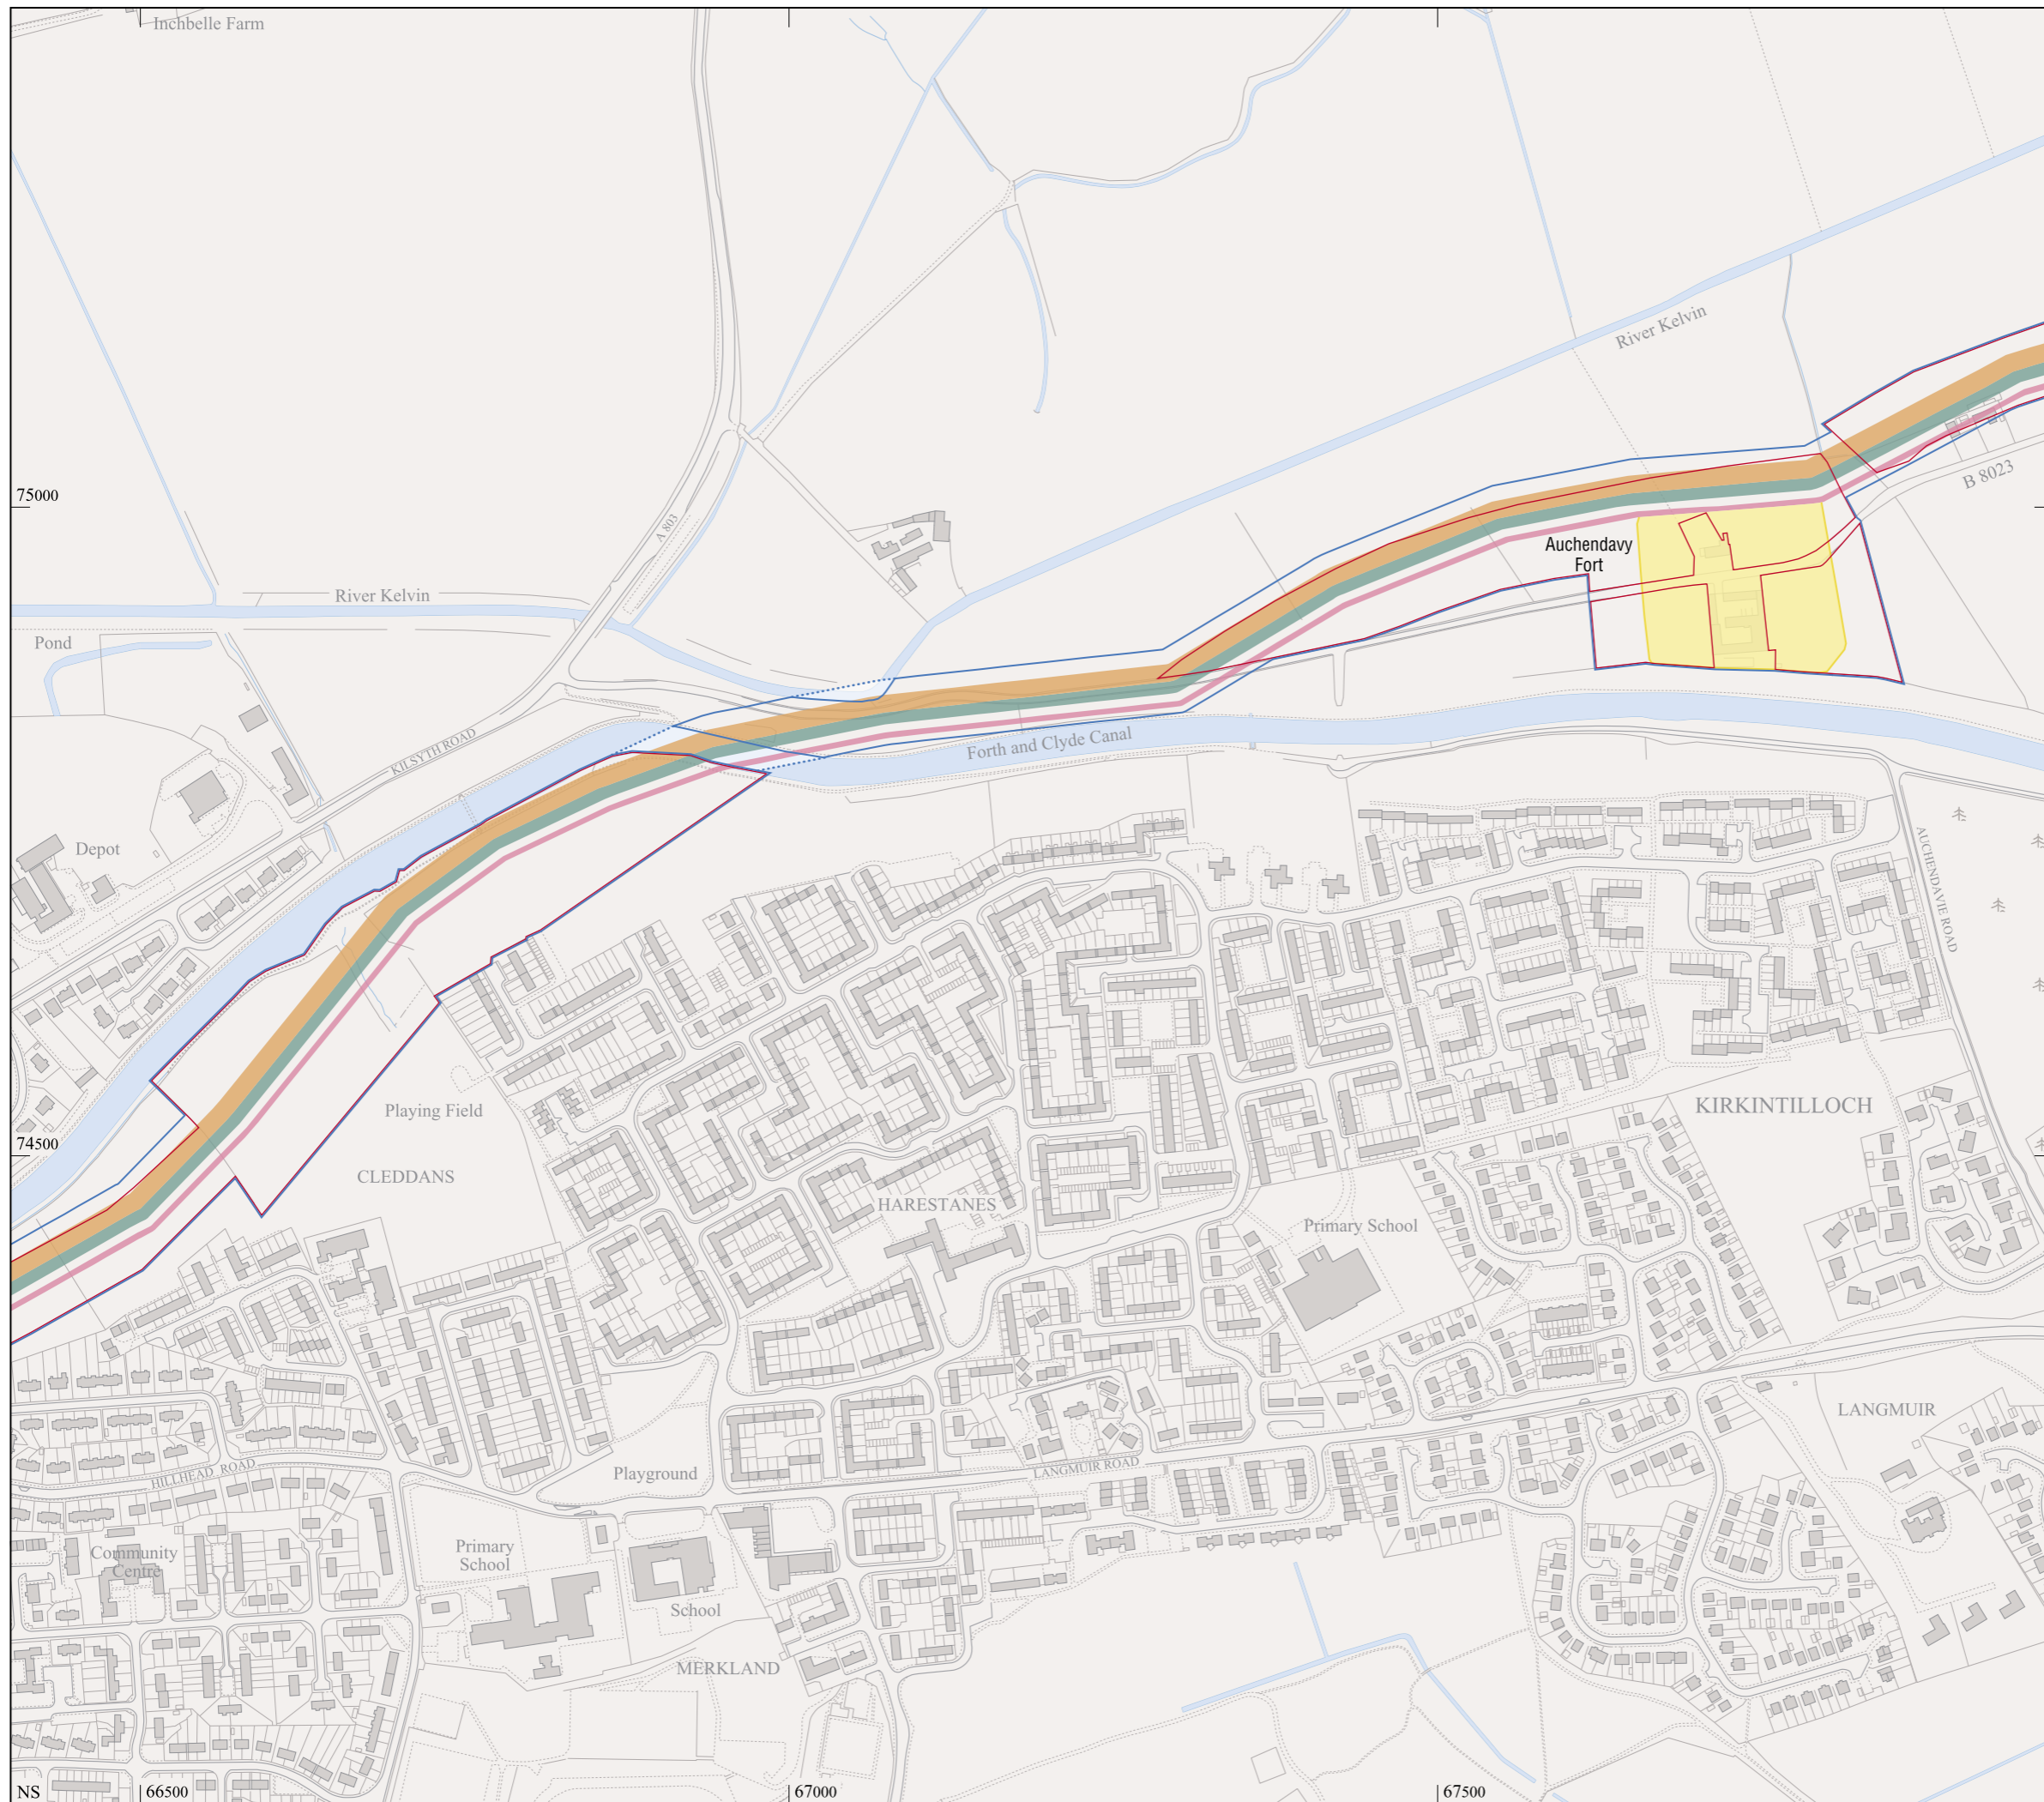 Inchbelle Farm
River Kelvin
75000
B 8023
A 803
Auchendavy
Fort
River Kelvin
Pond
KILSYTH ROAD
Forth and Clyde Canal
Depot
AUCHENDAVIE ROAD
Playing Field
KIRKINTILLOCH
74500
CLEDDANS
HARESTANES
Primary School
LANGMUIR
HILLHEAD ROAD
Playground
LANGMUIR ROAD
Community
Centre
Primary
School
School
MERKLAND
NS
66500
67000
67500